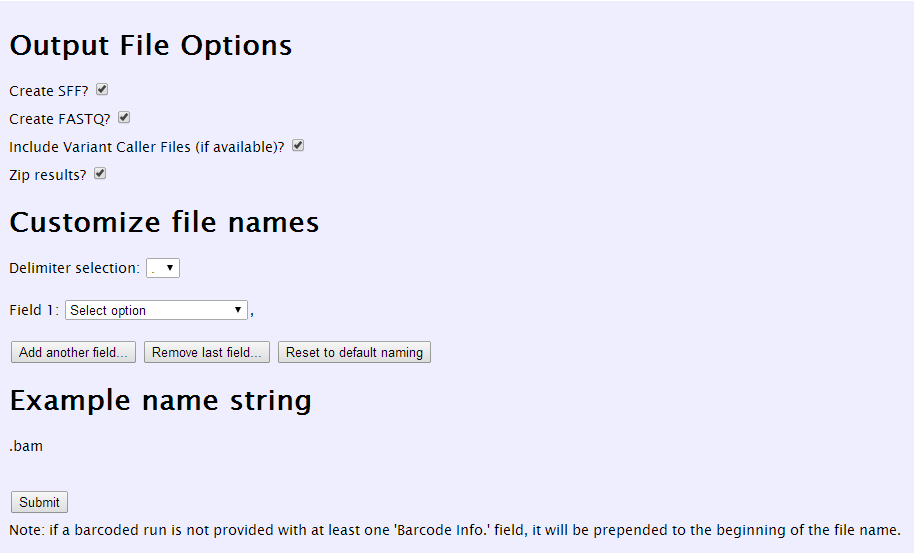 Output File Options
Create SFF?
Create FASTQ?
Include Variant Caller Files (if available)?
Zip results?
Customize file names
Delimiter selection: .
Field 1: Select option ,
Add another field... Remove last field... Reset to default naming
Example name string
.bam
Submit
Note: if a barcoded run is not provided with at least one 'Barcode Info.' field, it will be prepended to the beginning of the file name.